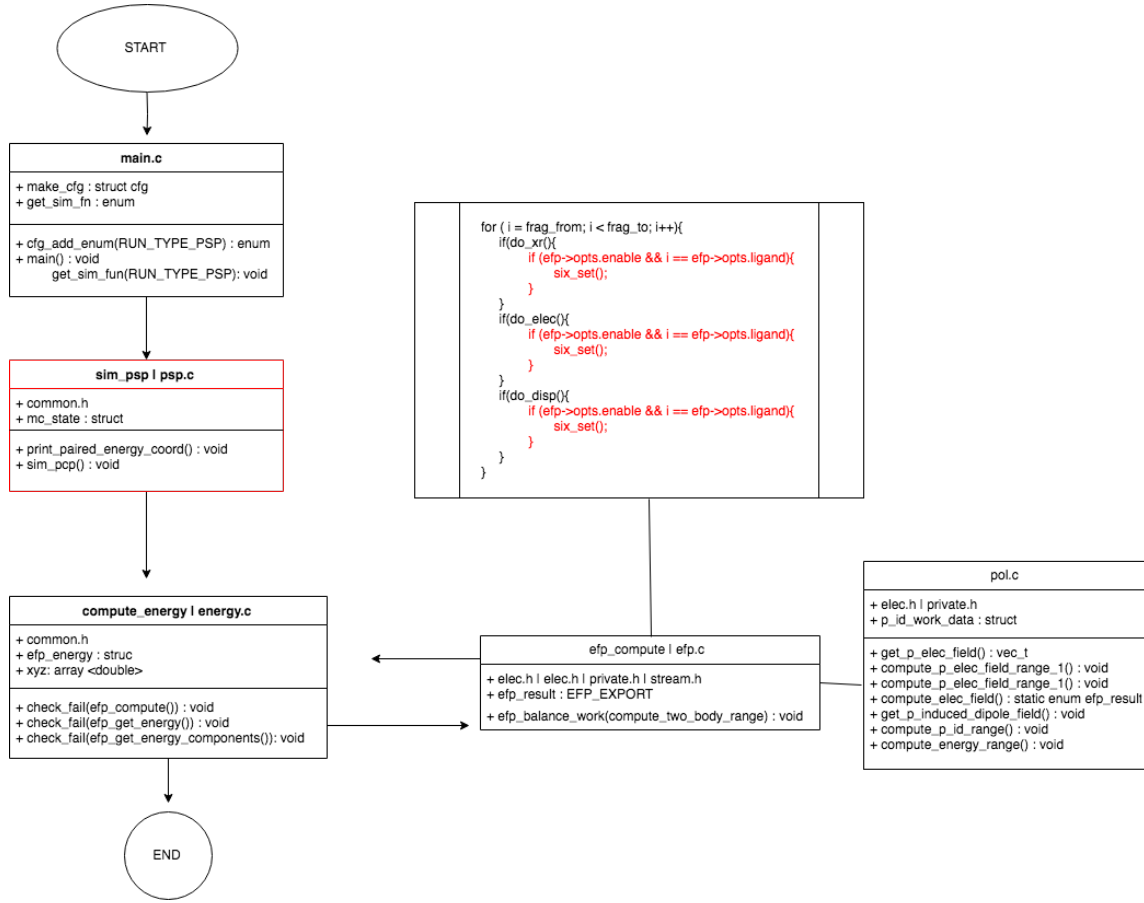 START
main.c
+ make_cfg : struct cfg
+ get_sim_fn : enum
+ cfg_add_enum(RUN_TYPE_PSP) : enum
+ main() : void
get_sim_fun(RUN_TYPE_PSP): void
sim_psp | psp.c
+ common.h
+ mc_state : struct
+ print_paired_energy_coord() : void
+ sim_pcp() : void
compute_energy | energy.c
+ common.h
+ efp_energy : struc
+ xyz: array <double>
+ check_fail(efp_compute()) : void
+ check_fail(efp_get_energy()) : void
+ check_fail(efp_get_energy_components()): void
END
for ( i = frag_from; i < frag_to; i++){
if(do_xr(){
if (efp->opts.enable && i == efp->opts.ligand){
six_set();
}
}
if(do_elec(){
if (efp->opts.enable && i == efp->opts.ligand){
six_set();
}
}
if(do_disp(){
if (efp->opts.enable && i == efp->opts.ligand){
six_set();
}
}
}
efp_compute | efp.c
+ elec.h | elec.h | private.h | stream.h
+ efp_result : EFP_EXPORT
+ efp_balance_work(compute_two_body_range) : void
pol.c
+ elec.h | private.h
+ p_id_work_data : struct
+ get_p_elec_field() : vec_t
+ compute_p_elec_field_range_1() : void
+ compute_p_elec_field_range_1() : void
+ compute_elec_field() : static enum efp_result
+ get_p_induced_dipole_field() : void
+ compute_p_id_range() : void
+ compute_energy_range() : void